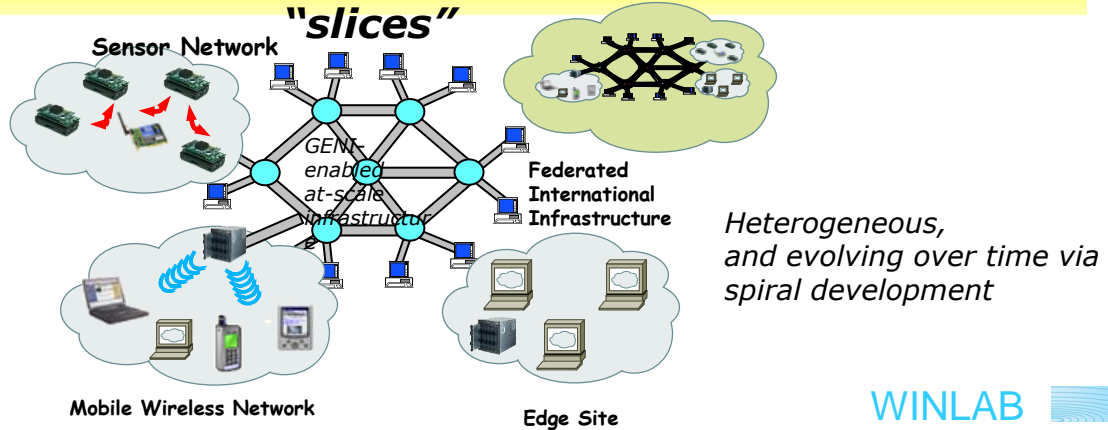 “slices”
Sensor Network
GENI-
enabled
at-scale
infrastructur
e
Federated
International
Infrastructure
Heterogeneous,
and evolving over time via
spiral development
Mobile Wireless Network
Edge Site
WINLAB